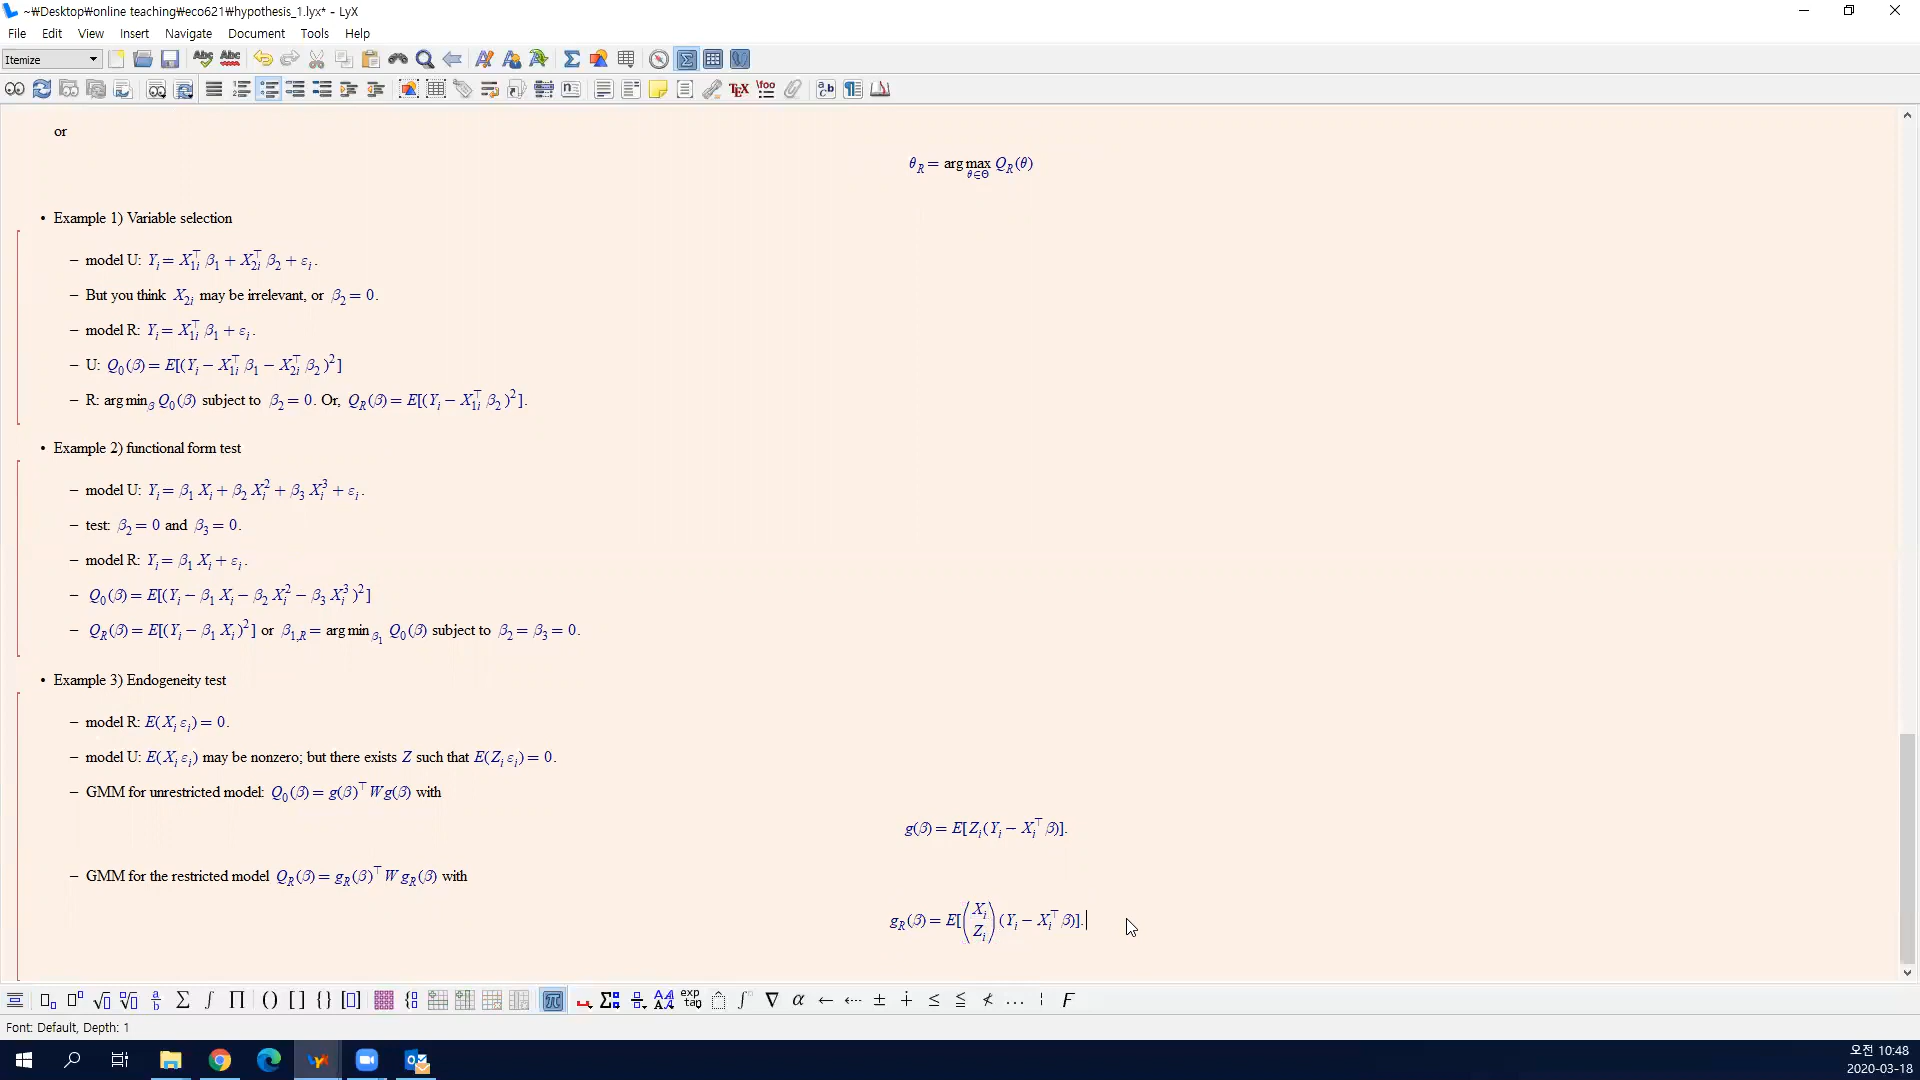 ~₩Desktop₩online teaching₩eco621₩hypothesis_1.lyx* - LyX
File Edit View Insert Navigate Document Tools Help
Itemize
or
θ_R = arg max_{θ∈Θ} Q_R(θ)
• Example 1) Variable selection
– model U: Y_i = X_{1i}^⊤ β_1 + X_{2i}^⊤ β_2 + ε_i.
– But you think X_{2i} may be irrelevant, or β_2 = 0.
– model R: Y_i = X_{1i}^⊤ β_1 + ε_i.
– U: Q_0(β) = E[(Y_i − X_{1i}^⊤ β_1 − X_{2i}^⊤ β_2)^2]
– R: arg min_β Q_0(β) subject to β_2 = 0. Or, Q_R(β) = E[(Y_i − X_{1i}^⊤ β_2)^2].
• Example 2) functional form test
– model U: Y_i = β_1 X_i + β_2 X_i^2 + β_3 X_i^3 + ε_i.
– test: β_2 = 0 and β_3 = 0.
– model R: Y_i = β_1 X_i + ε_i.
– Q_0(β) = E[(Y_i − β_1 X_i − β_2 X_i^2 − β_3 X_i^3)^2]
– Q_R(β) = E[(Y_i − β_1 X_i)^2] or β_{1,R} = arg min_{β_1} Q_0(β) subject to β_2 = β_3 = 0.
• Example 3) Endogeneity test
– model R: E(X_i ε_i) = 0.
– model U: E(X_i ε_i) may be nonzero; but there exists Z such that E(Z_i ε_i) = 0.
– GMM for unrestricted model: Q_0(β) = g(β)^⊤ W g(β) with
g(β) = E[Z_i(Y_i − X_i^⊤ β)].
– GMM for the restricted model Q_R(β) = g_R(β)^⊤ W g_R(β) with
g_R(β) = E[(X_i Z_i)(Y_i − X_i^⊤ β)].
Font: Default, Depth: 1
오전 10:48
2020-03-18